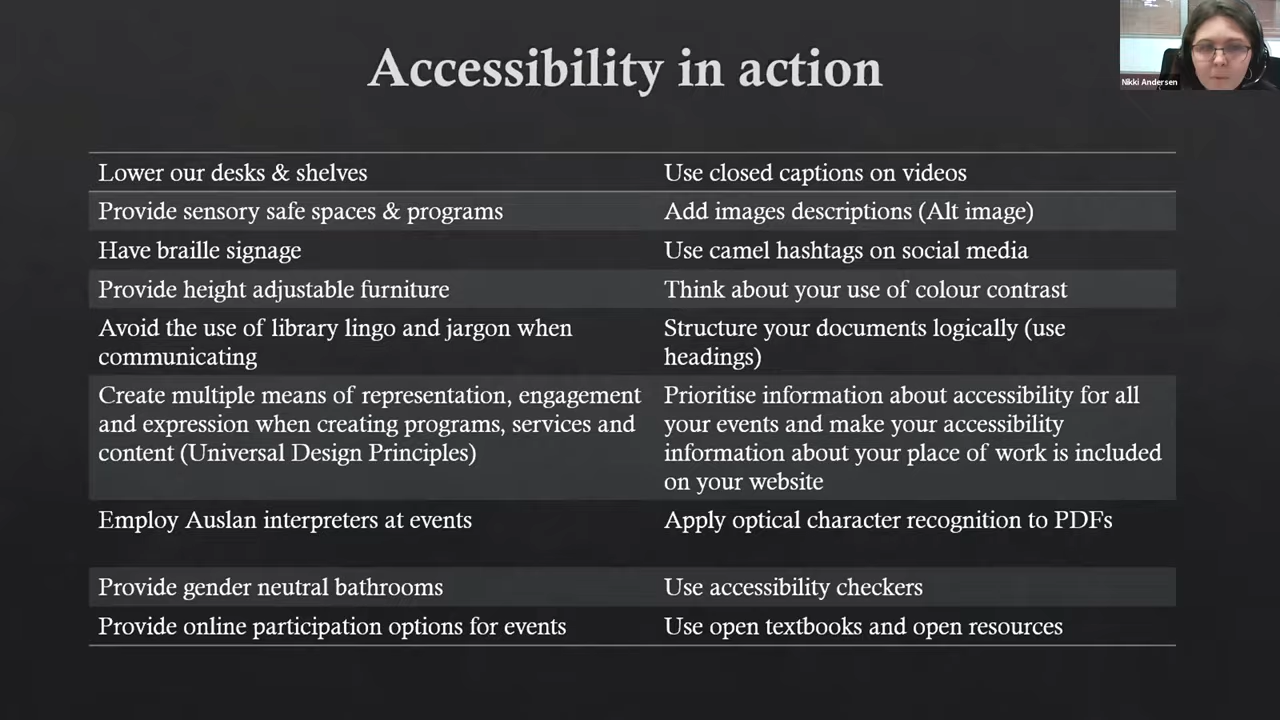 Accessibility in action
Nikki Andersen
Lower our desks & shelves
Use closed captions on videos
Provide sensory safe spaces & programs
Add images descriptions (Alt image)
Have braille signage
Use camel hashtags on social media
Provide height adjustable furniture
Think about your use of colour contrast
Avoid the use of library lingo and jargon when
communicating
Structure your documents logically (use
headings)
Create multiple means of representation, engagement
and expression when creating programs, services and
content (Universal Design Principles)
Prioritise information about accessibility for all
your events and make your accessibility
information about your place of work is included
on your website
Employ Auslan interpreters at events
Apply optical character recognition to PDFs
Provide gender neutral bathrooms
Use accessibility checkers
Provide online participation options for events
Use open textbooks and open resources